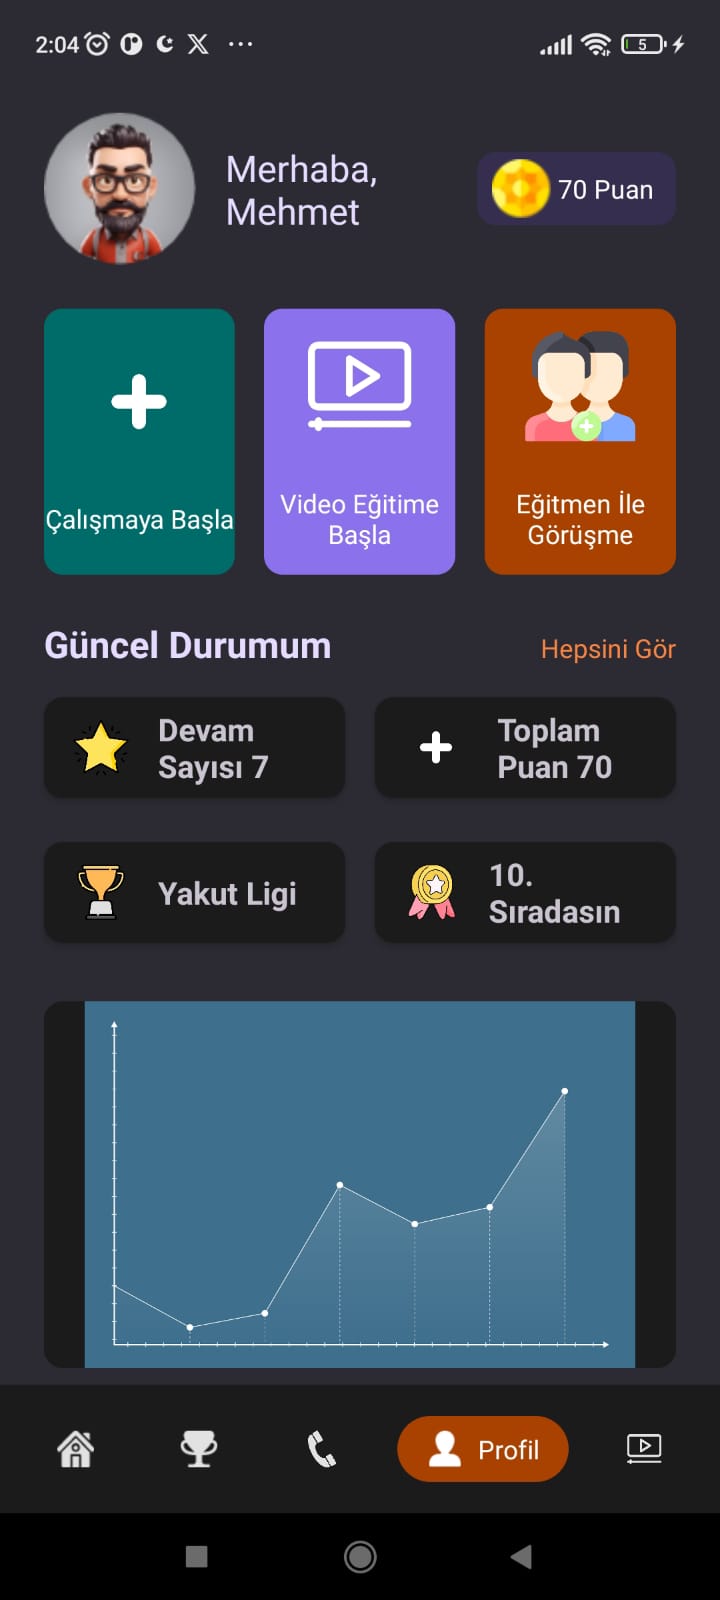 2:04
5
Merhaba,
Mehmet
70 Puan
Çalışmaya Başla
Video Eğitime
Başla
Eğitmen İle
Görüşme
Güncel Durumum
Hepsini Gör
Devam
Sayısı 7
Toplam
Puan 70
Yakut Ligi
10.
Sıradasın
Profil